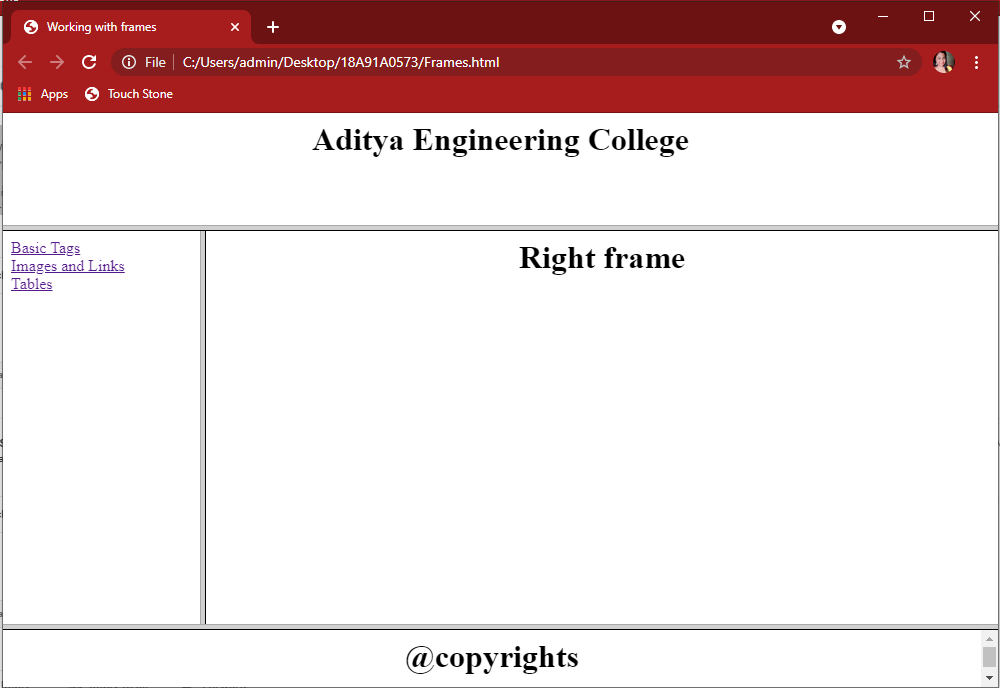 Working with frames
File C:/Users/admin/Desktop/18A91A0573/Frames.html
Apps Touch Stone
Aditya Engineering College
Basic Tags
Images and Links
Tables
Right frame
@copyrights